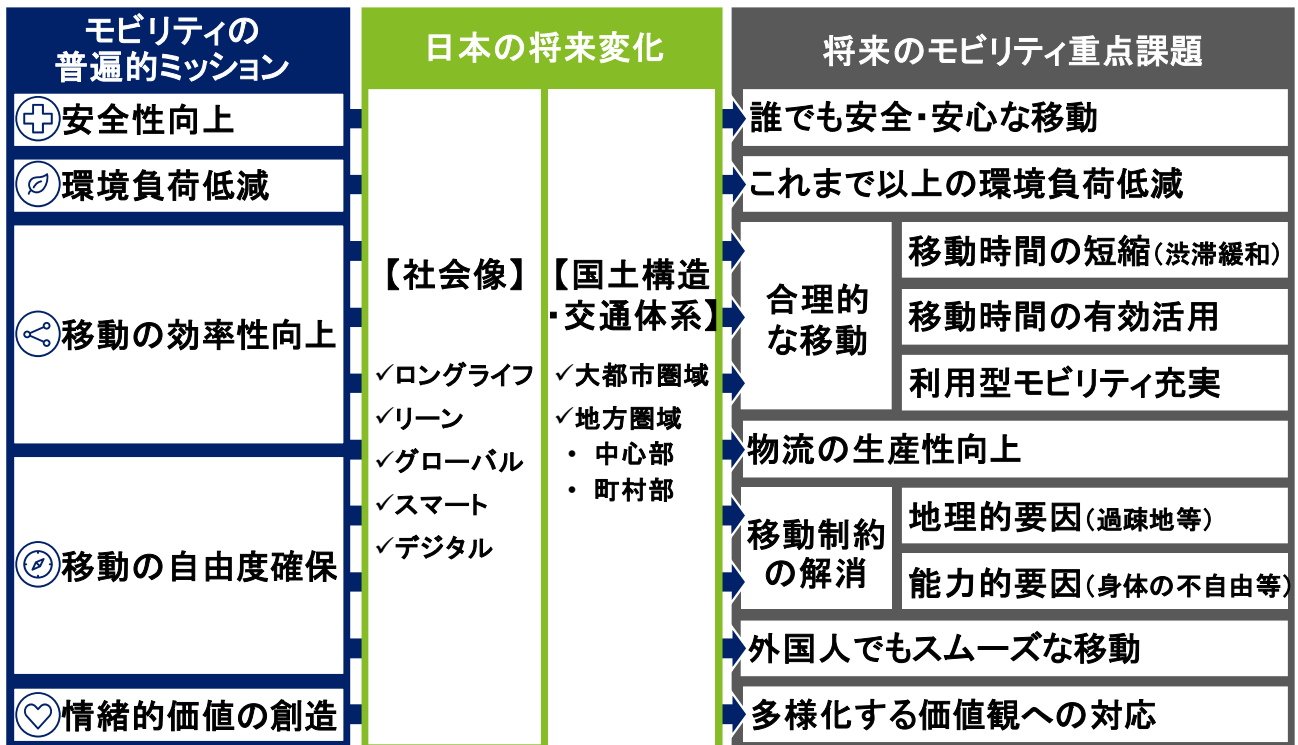 モビリティの
普遍的ミッション
安全性向上
環境負荷低減
移動の効率性向上
移動の自由度確保
情緒的価値の創造
日本の将来変化
【社会像】
✓ロングライフ
✓リーン
✓グローバル
✓スマート
✓デジタル
【国土構造
・交通体系】
✓大都市圏域
✓地方圏域
・ 中心部
・ 町村部
将来のモビリティ重点課題
誰でも安全・安心な移動
これまで以上の環境負荷低減
合理的
な移動
移動時間の短縮（渋滞緩和）
移動時間の有効活用
利用型モビリティ充実
物流の生産性向上
移動制約
の解消
地理的要因（過疎地等）
能力的要因（身体の不自由等）
外国人でもスムーズな移動
多様化する価値観への対応